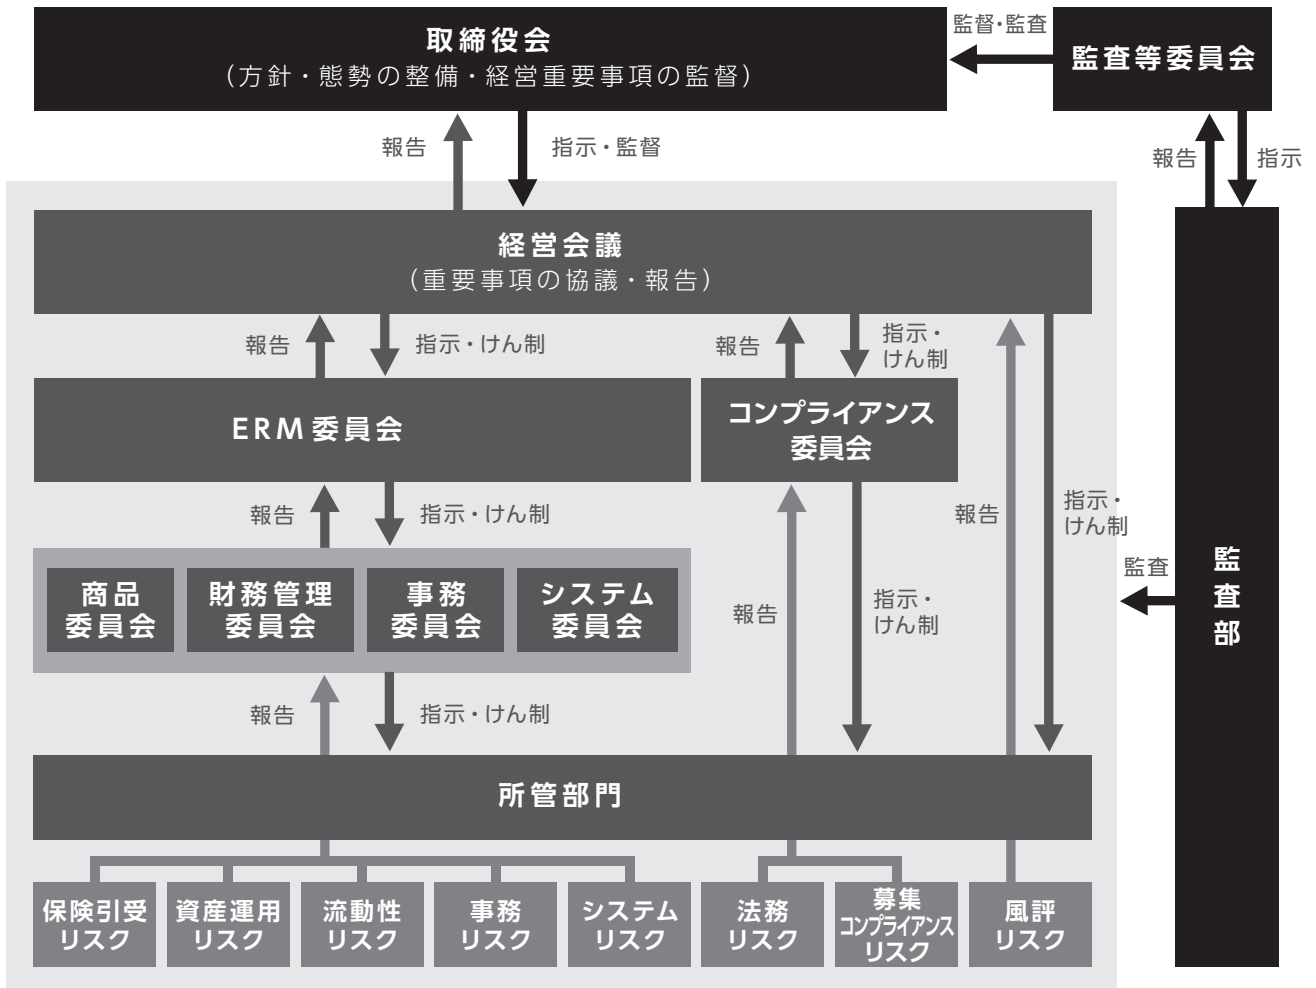 取締役会
（方針・態勢の整備・経営重要事項の監督）
監督・監査
監査等委員会
報告
指示・監督
報告
指示
経営会議
（重要事項の協議・報告）
報告
指示・けん制
報告
指示・
けん制
ERM委員会
コンプライアンス
委員会
報告
指示・けん制
報告
指示・
けん制
監査
監査部
商品
委員会
財務管理
委員会
事務
委員会
システム
委員会
報告
指示・
けん制
報告
指示・けん制
所管部門
保険引受
リスク
資産運用
リスク
流動性
リスク
事務
リスク
システム
リスク
法務
リスク
募集
コンプライアンス
リスク
風評
リスク